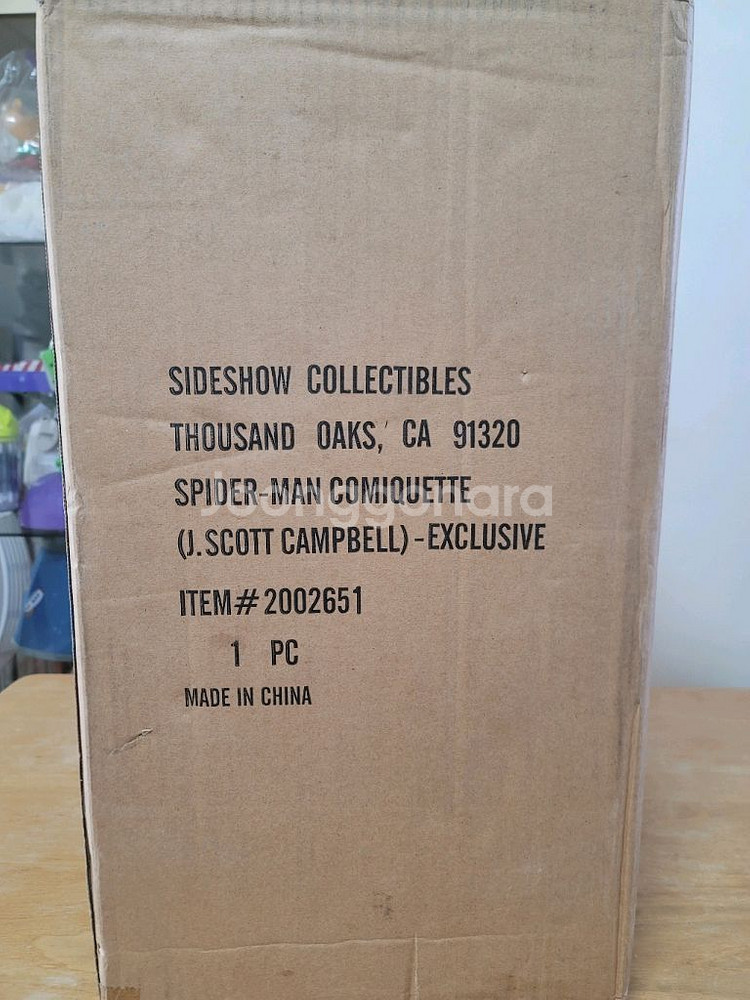 SIDESHOW COLLECTIBLES
THOUSAND OAKS, CA 91320
SPIDER-MAN COMIQUETTE
Joonggonara
(J. SCOTT CAMPBELL) - EXCLUSIVE
ITEM# 2002651
1 PC
MADE IN CHINA